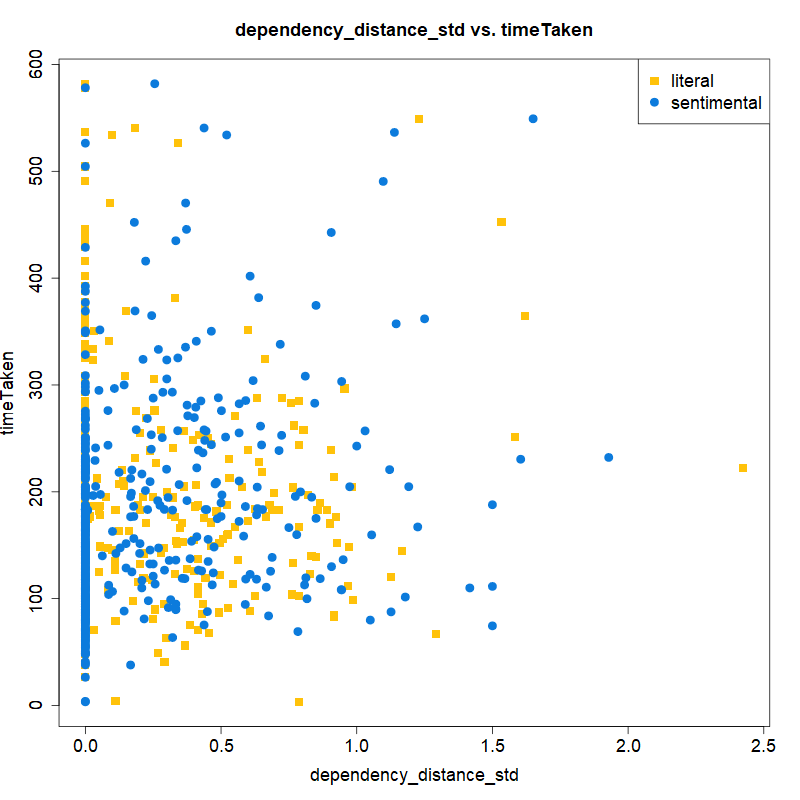 dependency_distance_std vs. timeTaken
literal
sentimental
timeTaken
600
500
400
300
200
100
0
0.0 0.5 1.0 1.5 2.0 2.5
dependency_distance_std